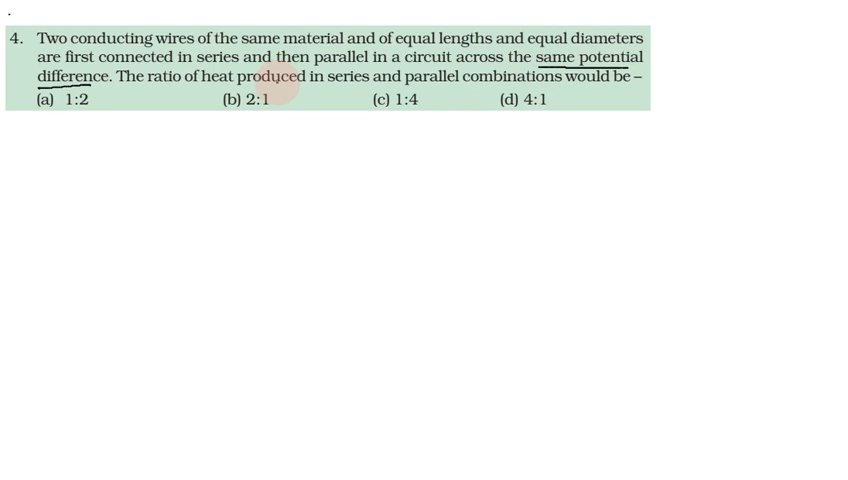 4. Two conducting wires of the same material and of equal lengths and equal diameters
are first connected in series and then parallel in a circuit across the same potential
difference. The ratio of heat produced in series and parallel combinations would be –
(a) 1:2 (b) 2:1 (c) 1:4 (d) 4:1